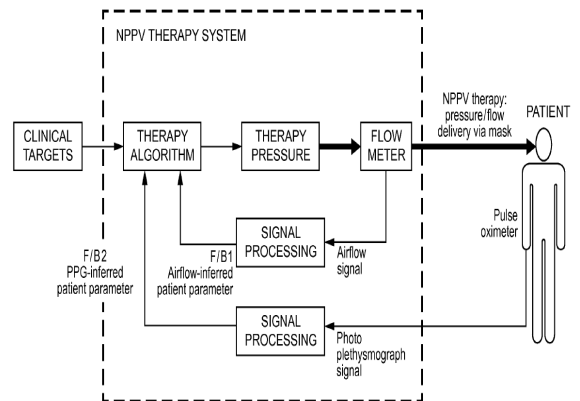 NPPV THERAPY SYSTEM
NPPV therapy:
pressure/flow
delivery via mask
PATIENT
CLINICAL
TARGETS
THERAPY
ALGORITHM
THERAPY
PRESSURE
FLOW
METER
Pulse
oximeter
F/B2
PPG-inferred
patient parameter
F/B1
Airflow-inferred
patient parameter
SIGNAL
PROCESSING
Airflow
signal
SIGNAL
PROCESSING
Photo
plethysmograph
signal